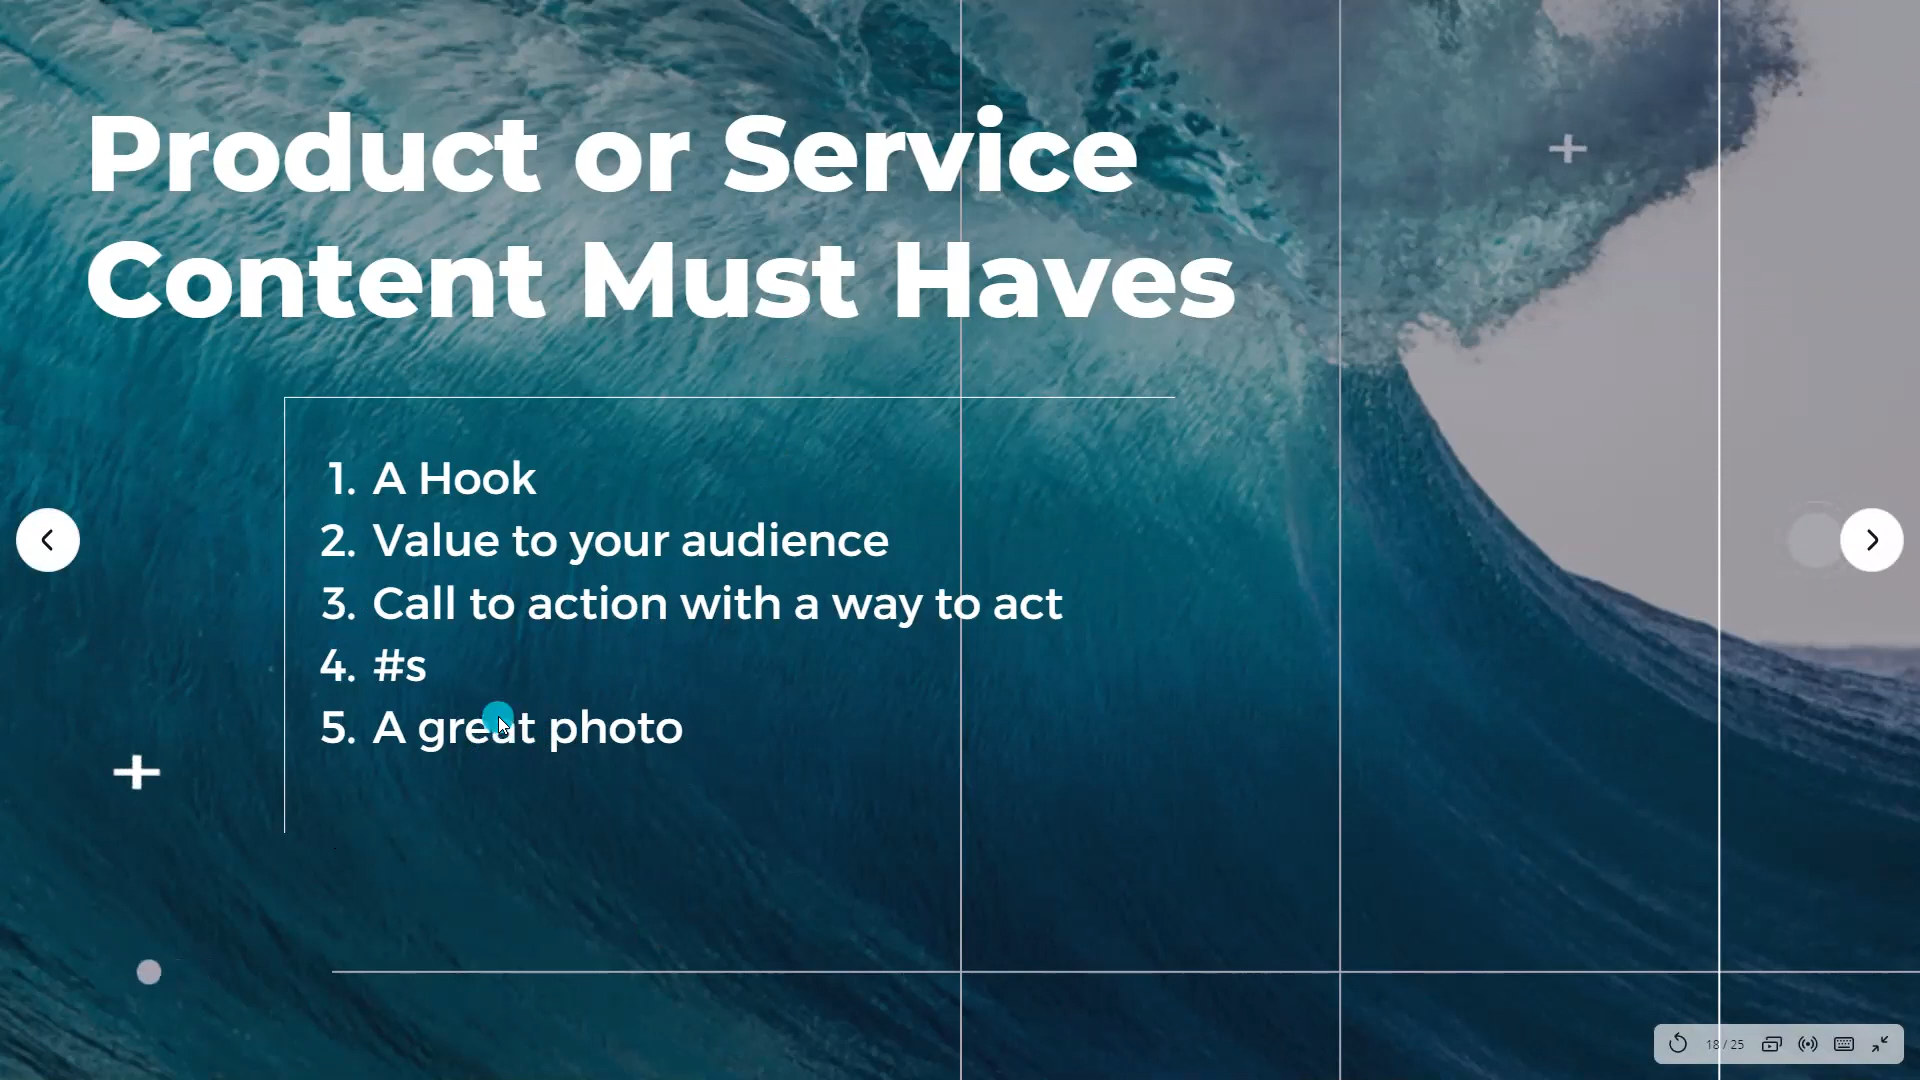 Product or Service
Content Must Haves
1. A Hook
2. Value to your audience
3. Call to action with a way to act
4. #s
5. A great photo
18 / 25